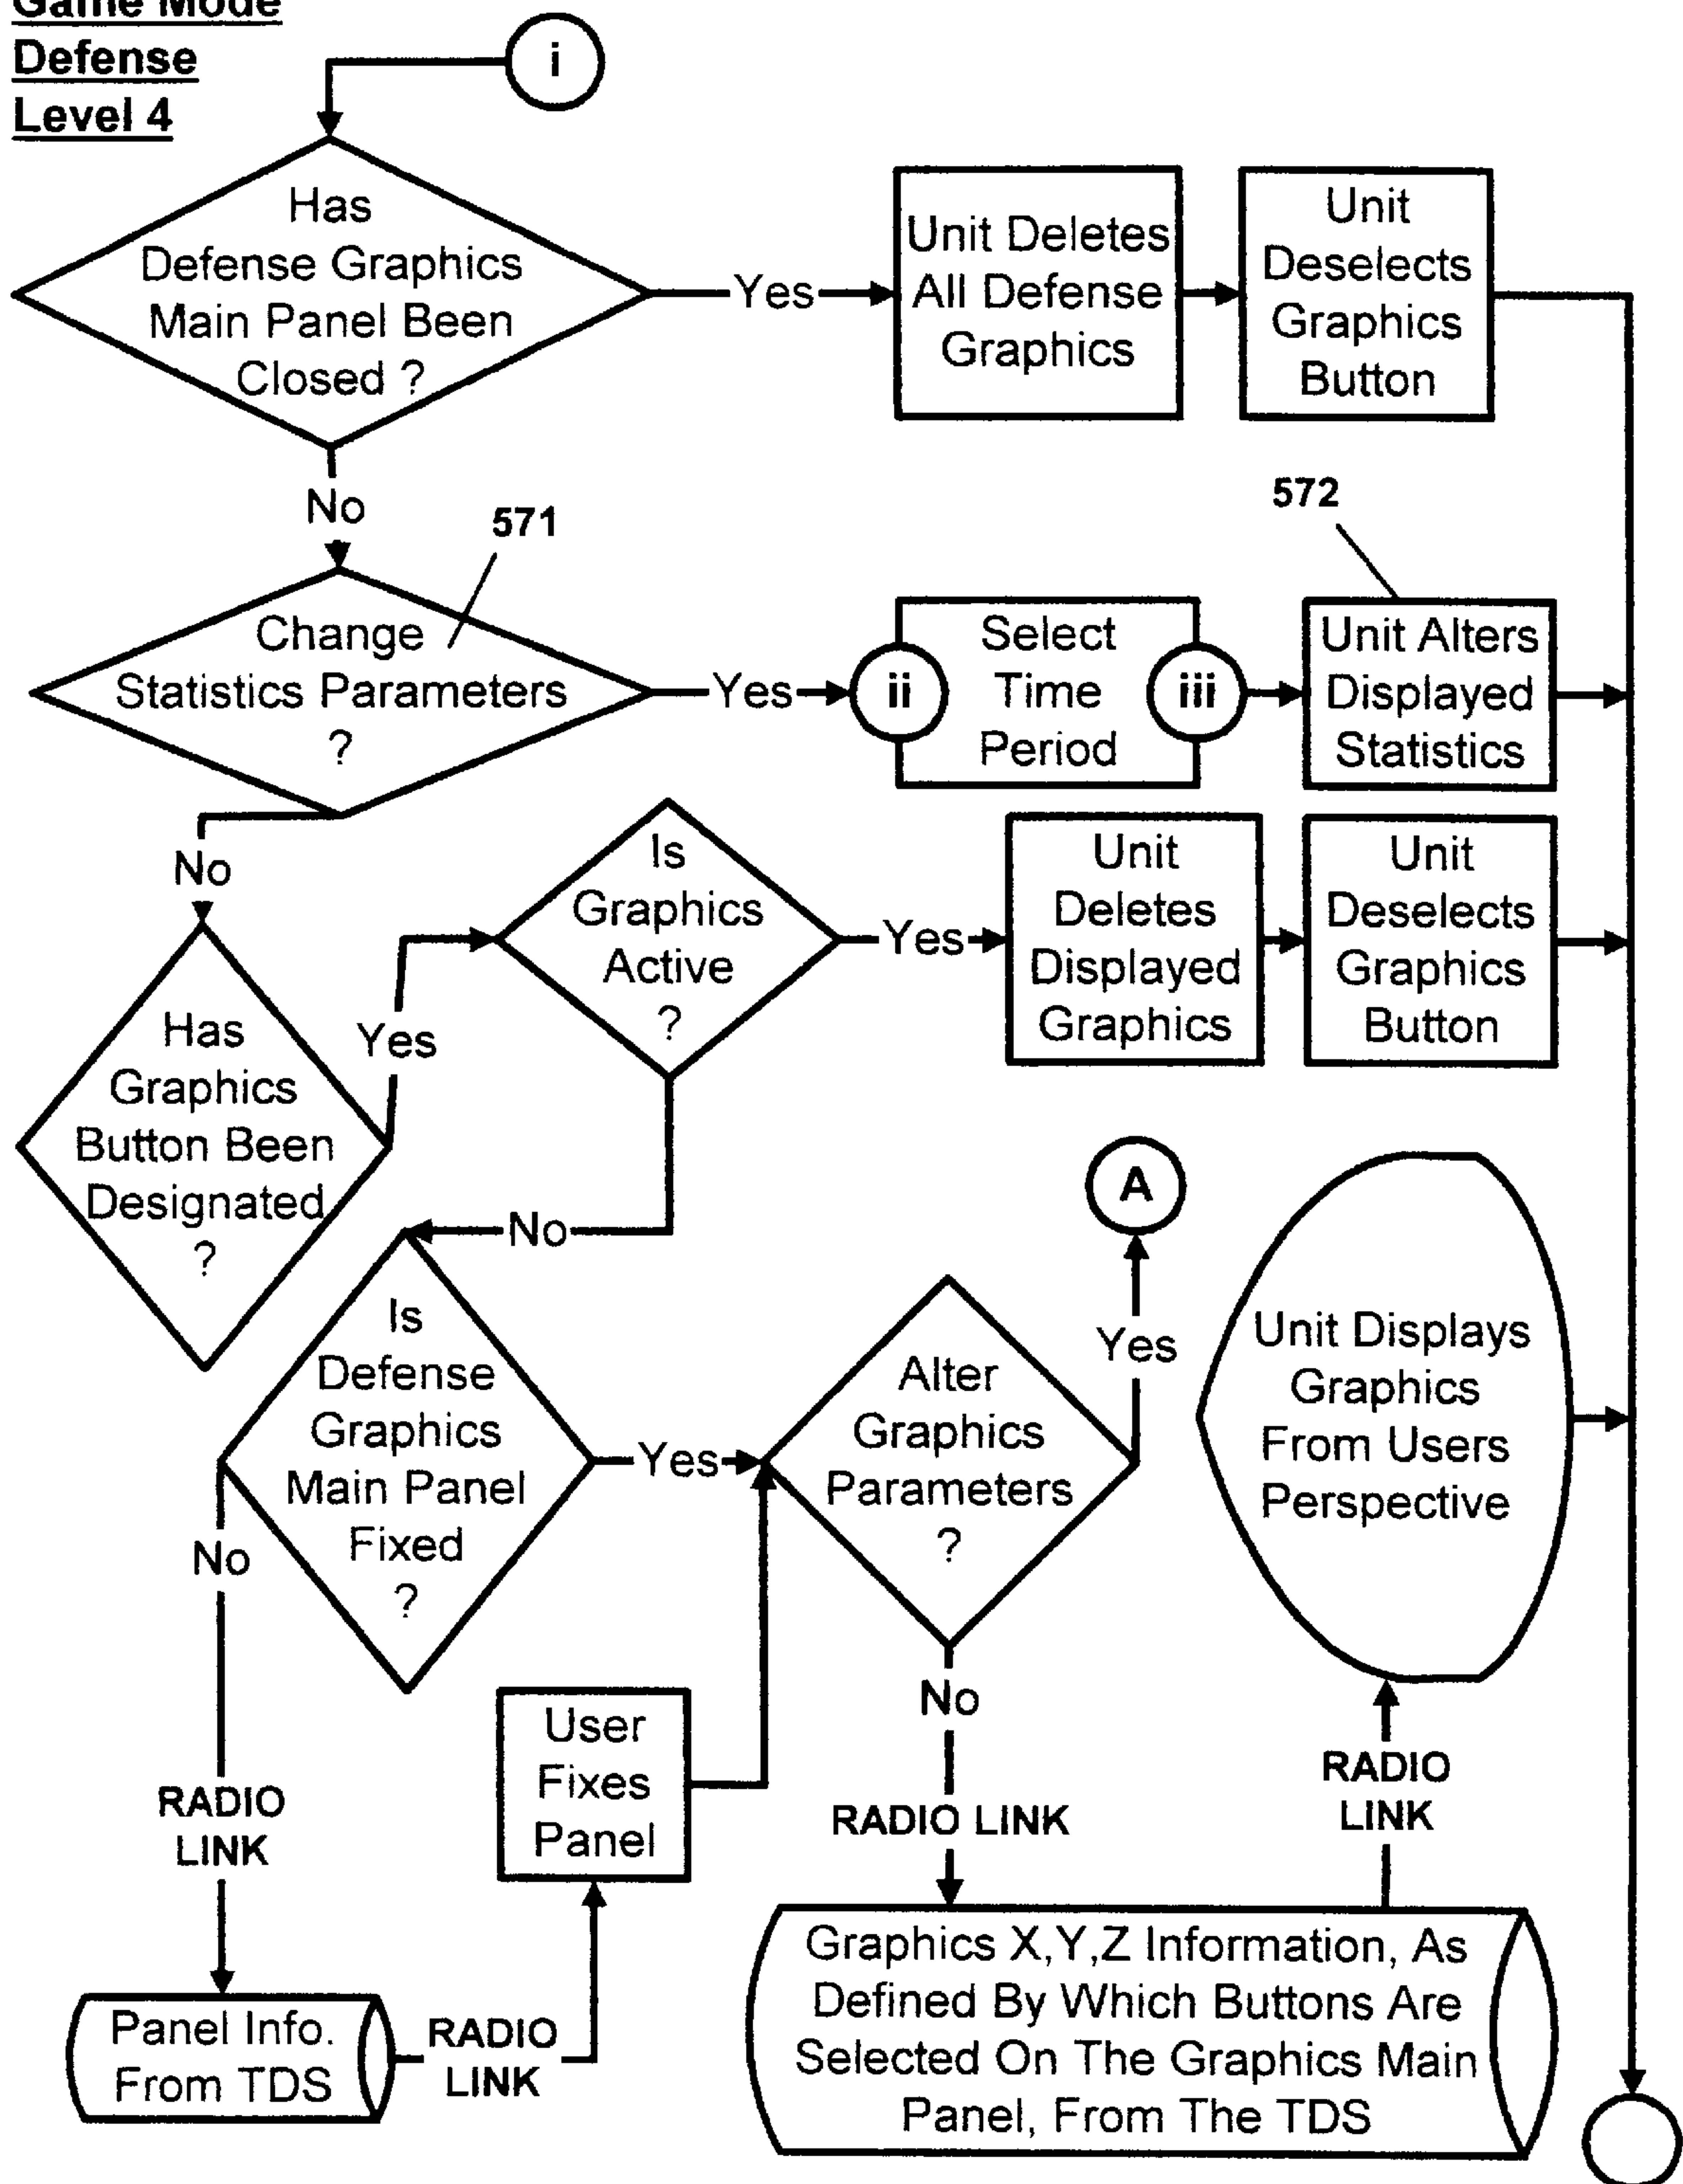 Game Mode
Defense
Level 4
i
Has
Defense Graphics
Main Panel Been
Closed ?
Yes
Unit Deletes
All Defense
Graphics
Unit
Deselects
Graphics
Button
No
571
572
Change
Statistics Parameters
?
Yes
ii
Select
Time
Period
iii
Unit Alters
Displayed
Statistics
No
Is
Graphics
Active
?
Yes
Unit
Deletes
Displayed
Graphics
Unit
Deselects
Graphics
Button
Has
Graphics
Button Been
Designated
?
Yes
No
A
Is
Defense
Graphics
Main Panel
Fixed
?
Yes
Alter
Graphics
Parameters
?
Yes
Unit Displays
Graphics
From Users
Perspective
No
RADIO
LINK
User
Fixes
Panel
No
RADIO LINK
RADIO
LINK
Panel Info.
From TDS
RADIO
LINK
Graphics X,Y,Z Information, As
Defined By Which Buttons Are
Selected On The Graphics Main
Panel, From The TDS